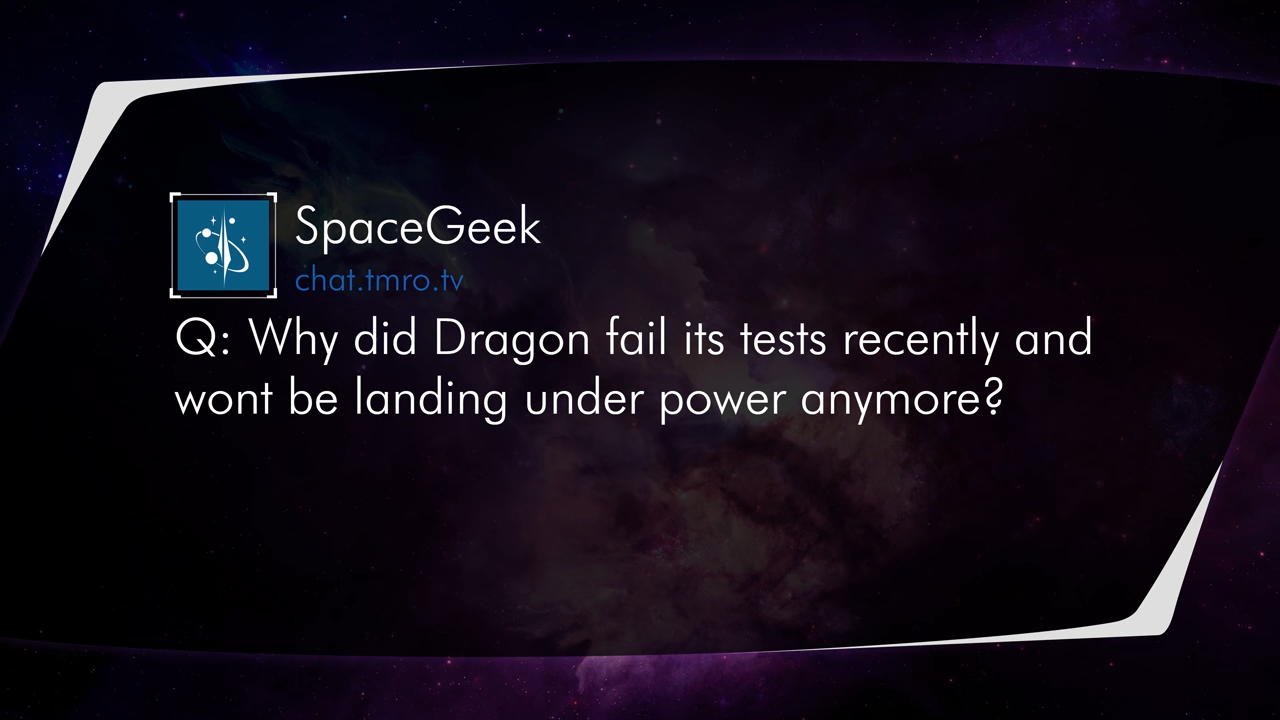 SpaceGeek
chat.tmro.tv
Q: Why did Dragon fail its tests recently and
wont be landing under power anymore?